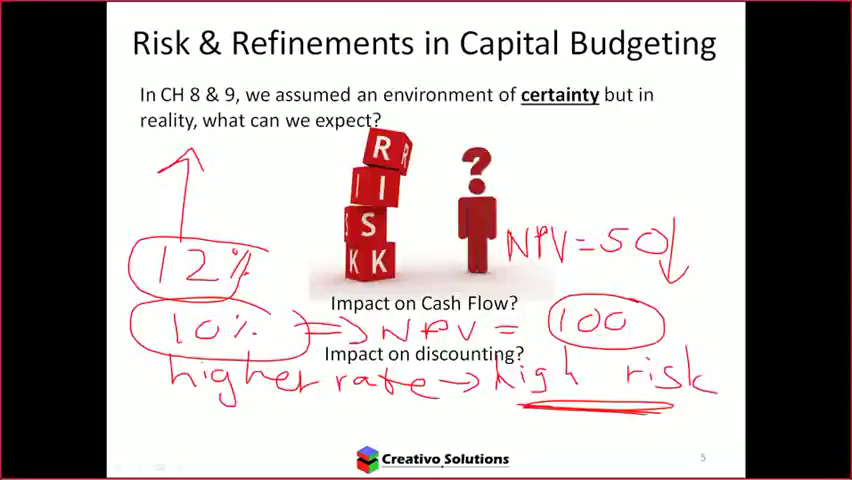 Risk & Refinements in Capital Budgeting
In CH 8 & 9, we assumed an environment of certainty but in
reality, what can we expect?
R R
I I
S S
K K
?
NPV=50
12%
Impact on Cash Flow?
10% => NPV = 100
Impact on discounting?
higher rate → high risk
Creativo Solutions
5